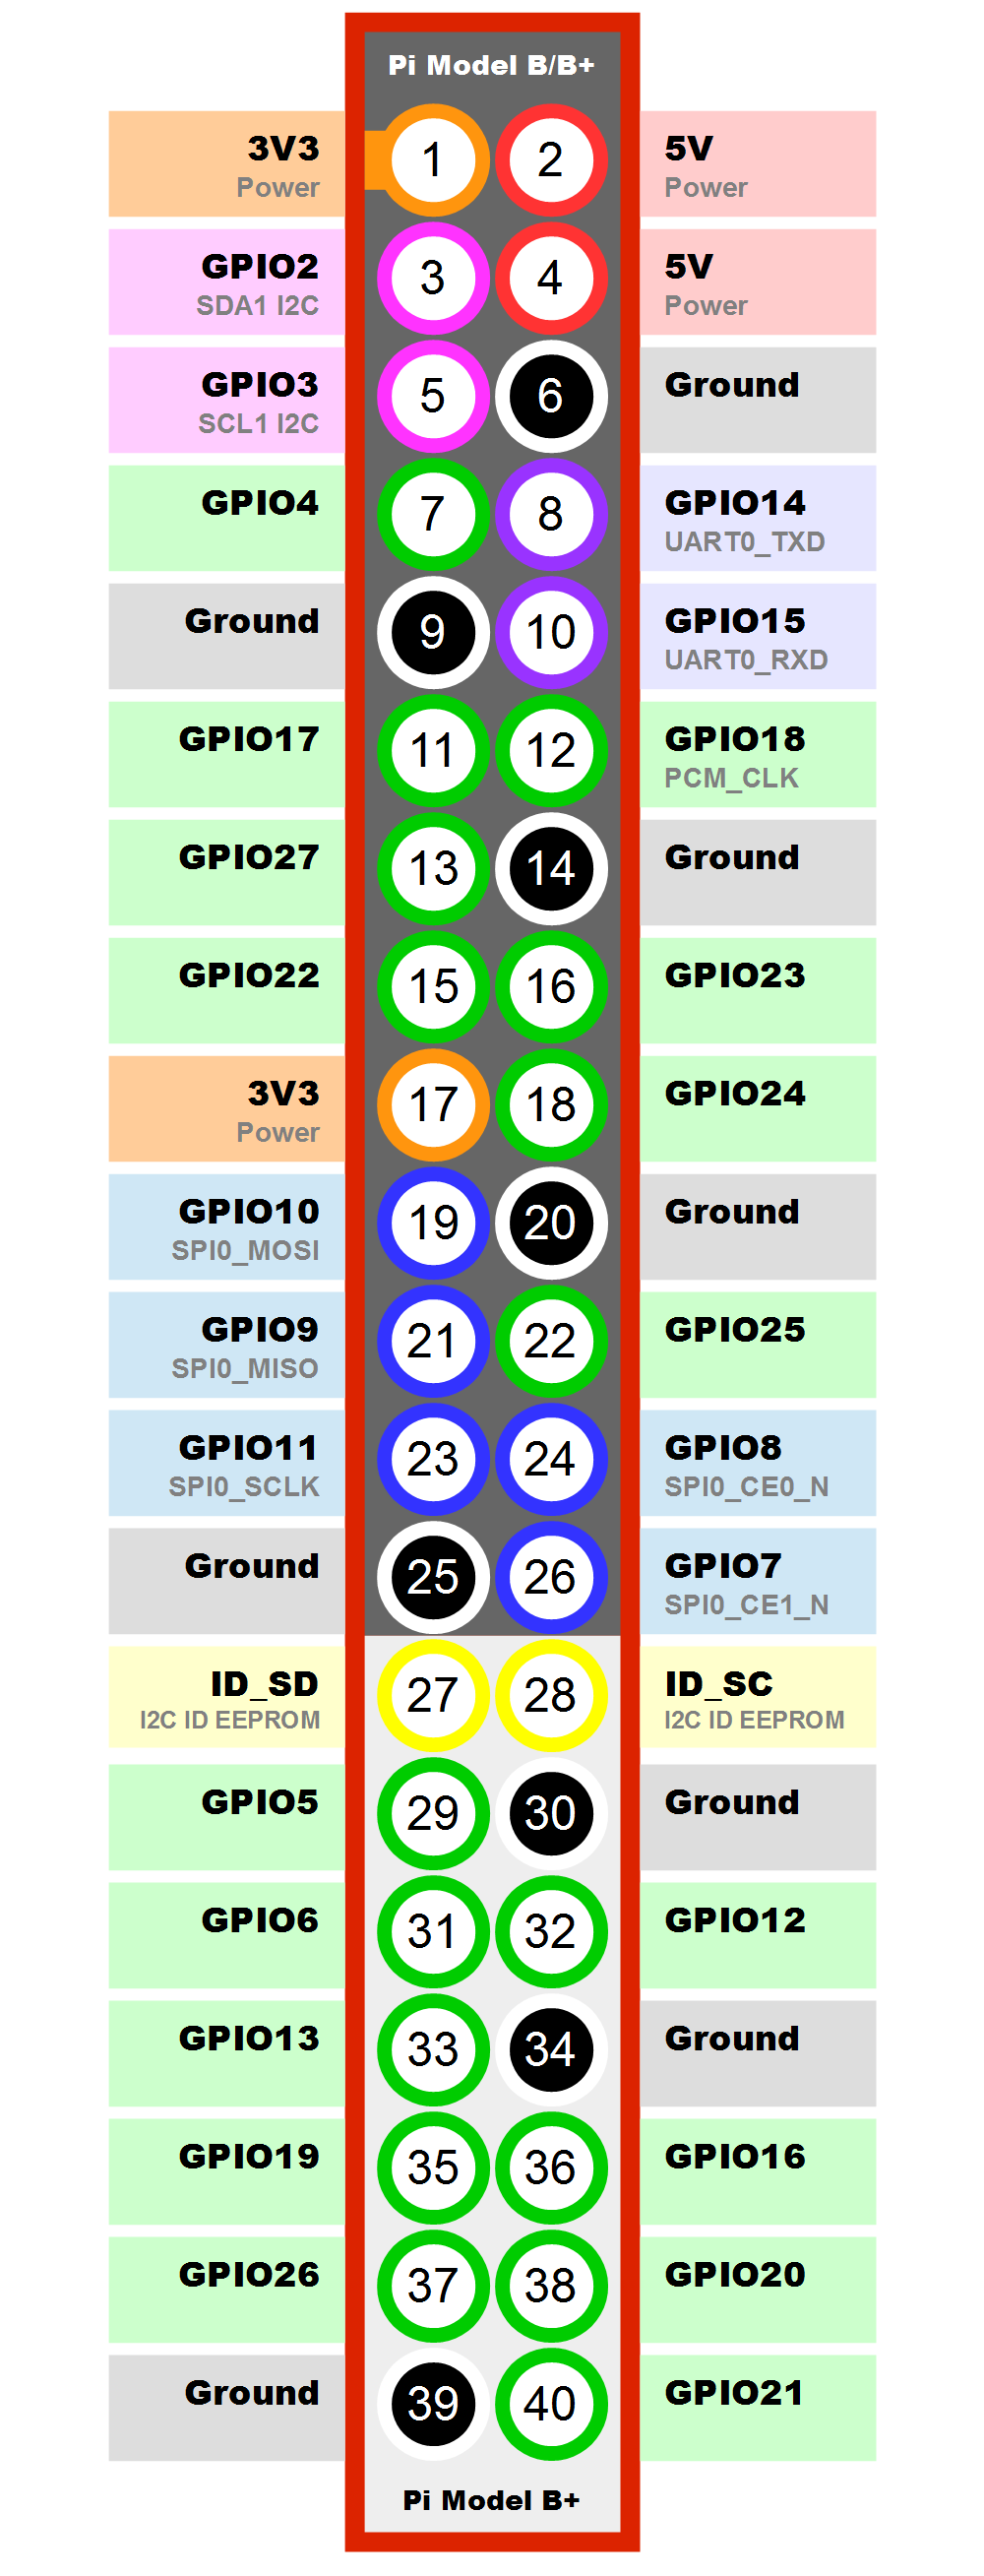 Pi Model B/B+
3V3 1 2 5V
Power Power
GPIO2 3 4 5V
SDA1 I2C Power
GPIO3 5 6 Ground
SCL1 I2C
GPIO4 7 8 GPIO14
UART0_TXD
Ground 9 10 GPIO15
UART0_RXD
GPIO17 11 12 GPIO18
PCM_CLK
GPIO27 13 14 Ground
GPIO22 15 16 GPIO23
3V3 17 18 GPIO24
Power
GPIO10 19 20 Ground
SPI0_MOSI
GPIO9 21 22 GPIO25
SPI0_MISO
GPIO11 23 24 GPIO8
SPI0_SCLK SPI0_CE0_N
Ground 25 26 GPIO7
SPI0_CE1_N
ID_SD 27 28 ID_SC
I2C ID EEPROM I2C ID EEPROM
GPIO5 29 30 Ground
GPIO6 31 32 GPIO12
GPIO13 33 34 Ground
GPIO19 35 36 GPIO16
GPIO26 37 38 GPIO20
Ground 39 40 GPIO21
Pi Model B+